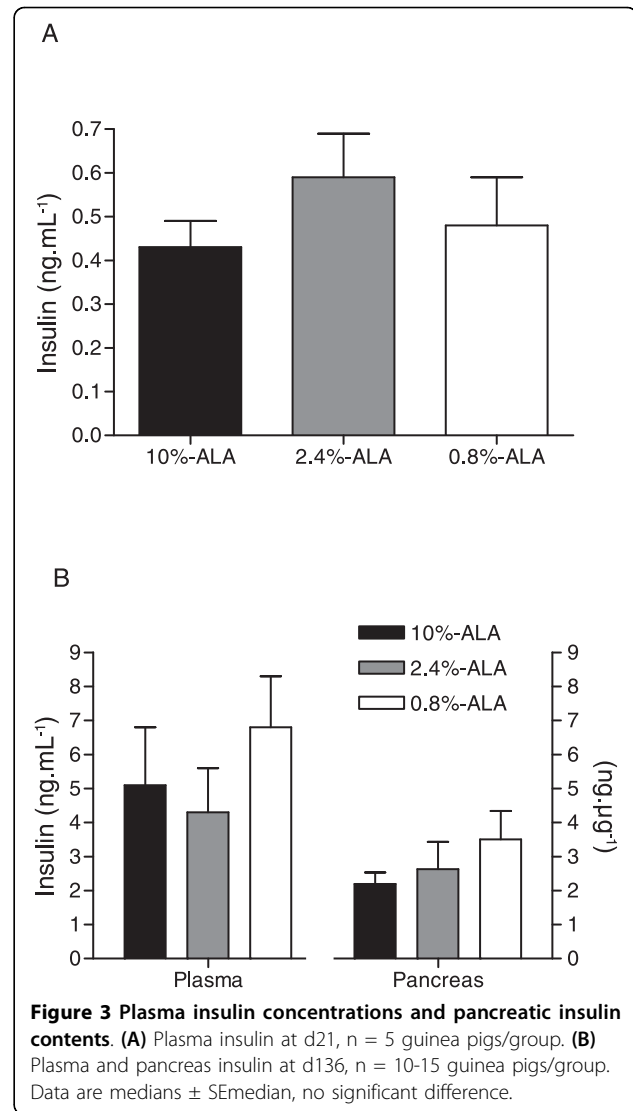 A
Insulin (ng.mL⁻¹)
0.7
0.6
0.5
0.4
0.3
0.2
0.1
0.0
10%-ALA 2.4%-ALA 0.8%-ALA
B
10%-ALA
2.4%-ALA
0.8%-ALA
Insulin (ng.mL⁻¹)
9
8
7
6
5
4
3
2
1
0
Plasma
9
8
7
6
5
4
3
2
1
0
(ng.µg⁻¹)
Pancreas
Figure 3 Plasma insulin concentrations and pancreatic insulin
contents. (A) Plasma insulin at d21, n = 5 guinea pigs/group. (B)
Plasma and pancreas insulin at d136, n = 10-15 guinea pigs/group.
Data are medians ± SEmedian, no significant difference.